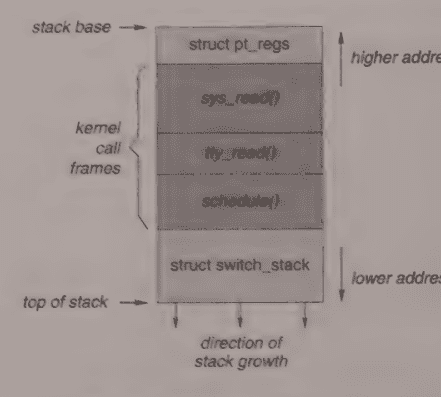 stack base
struct pt_regs
higher addre
sys_read()
kernel
call
frames
tty_read()
schedule()
struct switch_stack
lower addres
top of stack
direction of
stack growth